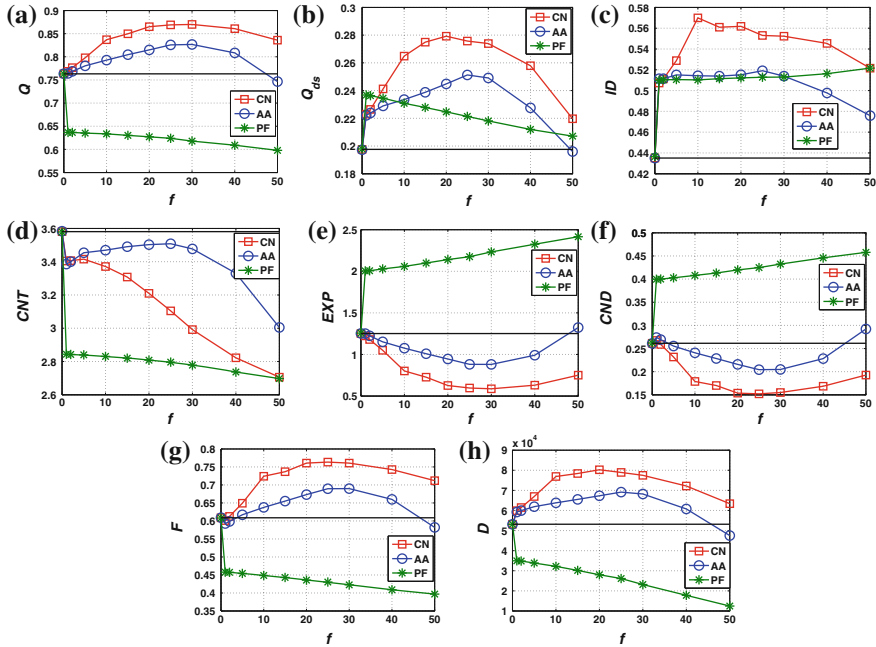 (a)
Q
0.9
0.85
0.8
0.75
0.7
0.65
0.6
0.55
0 10 20 30 40 50
f
CN
AA
PF
(b)
Qds
0.3
0.28
0.26
0.24
0.22
0.2
0.18
0 10 20 30 40 50
f
CN
AA
PF
(c)
ID
0.58
0.56
0.54
0.52
0.5
0.48
0.46
0.44
0.42
0 10 20 30 40 50
f
CN
AA
PF
(d)
CNT
3.6
3.4
3.2
3
2.8
2.6
0 10 20 30 40 50
f
CN
AA
PF
(e)
EXP
2.5
2
1.5
1
0.5
0 10 20 30 40 50
f
CN
AA
PF
(f)
CND
0.5
0.45
0.4
0.35
0.3
0.25
0.2
0.15
0 10 20 30 40 50
f
CN
AA
PF
(g)
F
0.8
0.75
0.7
0.65
0.6
0.55
0.5
0.45
0.4
0.35
0 10 20 30 40 50
f
CN
AA
PF
(h)
D
x 10⁴
9
8
7
6
5
4
3
2
1
0 10 20 30 40 50
f
CN
AA
PF